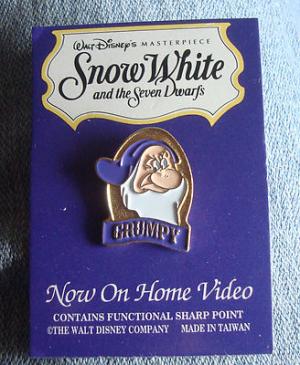 WALT DISNEY'S MASTERPIECE
Snow White
and the Seven Dwarfs
GRUMPY
Now On Home Video
CONTAINS FUNCTIONAL SHARP POINT
©THE WALT DISNEY COMPANY MADE IN TAIWAN